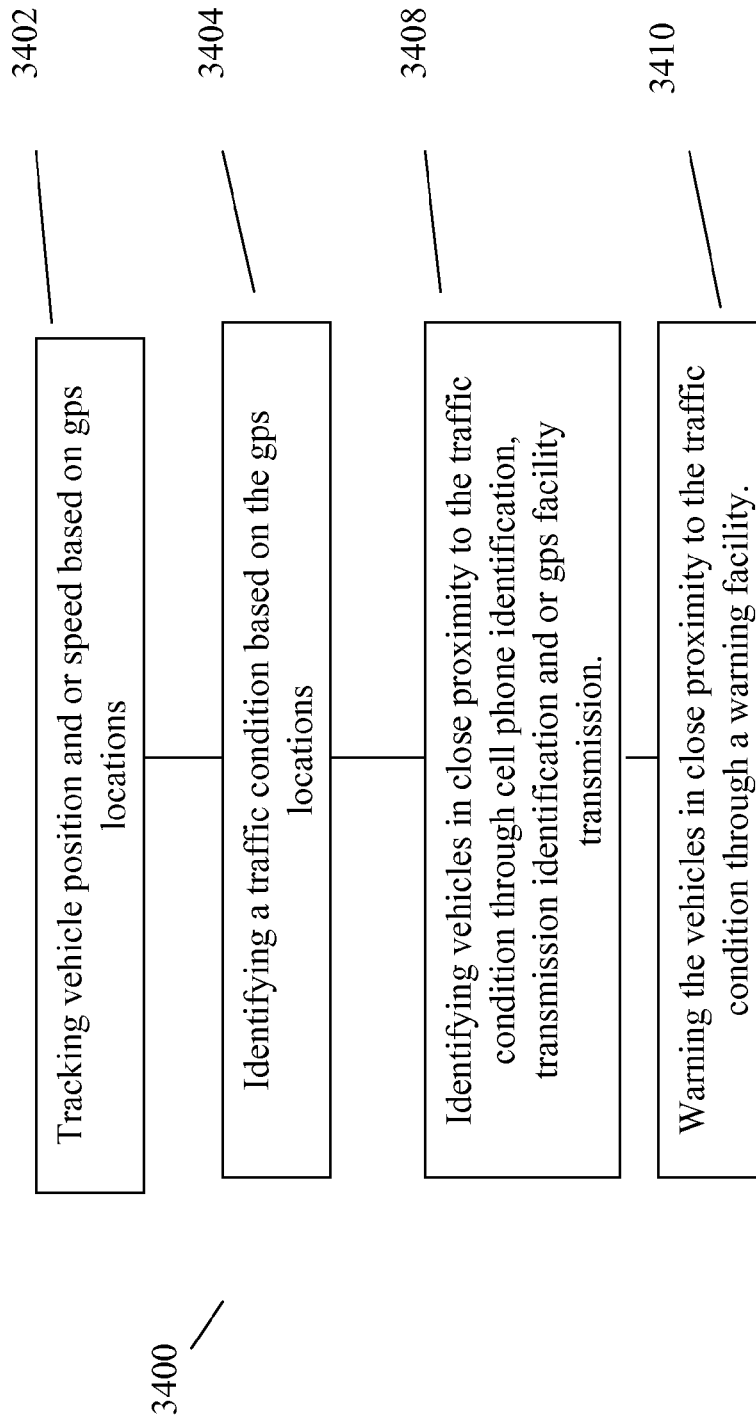 3400
Tracking vehicle position and or speed based on gps
locations
3402
Identifying a traffic condition based on the gps
locations
3404
Identifying vehicles in close proximity to the traffic
condition through cell phone identification,
transmission identification and or gps facility
transmission.
3408
Warning the vehicles in close proximity to the traffic
condition through a warning facility.
3410